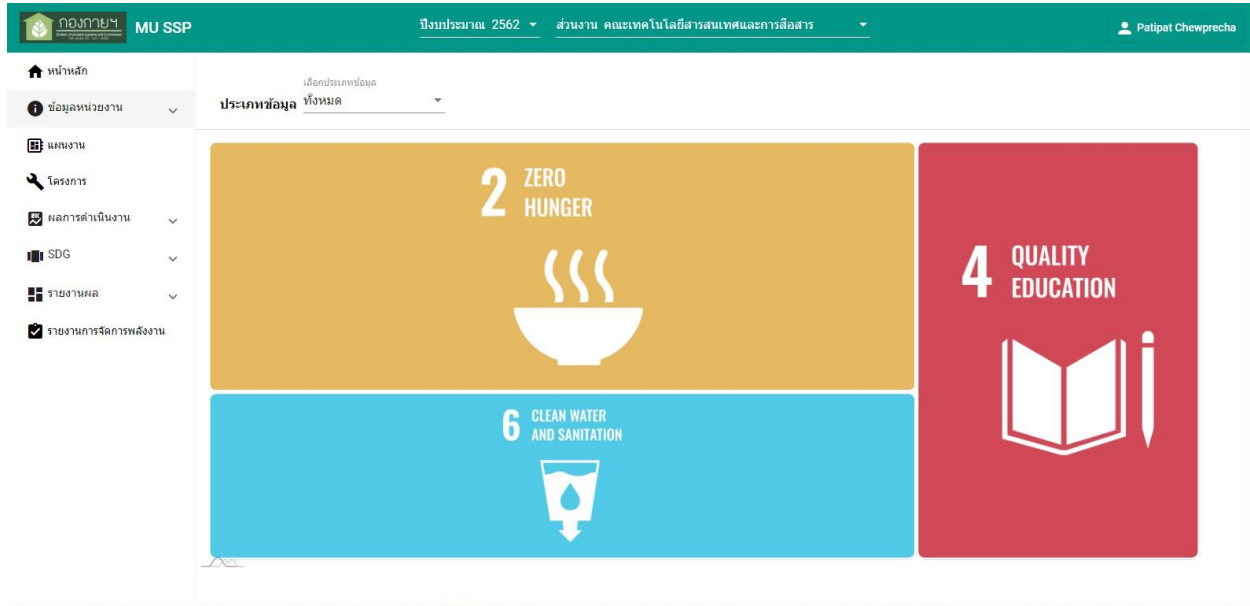 กองกายฯ
MU SSP
ปีงบประมาณ 2562
ส่วนงาน คณะเทคโนโลยีสารสนเทศและการสื่อสาร
Patipat Chewprecha
หน้าหลัก
ข้อมูลหน่วยงาน
แผนงาน
โครงการ
ผลการดำเนินงาน
SDG
รายงานผล
รายงานการจัดการพลังงาน
เลือกประเภทข้อมูล
ประเภทข้อมูล ทั้งหมด
2 ZERO
HUNGER
4 QUALITY
EDUCATION
6 CLEAN WATER
AND SANITATION